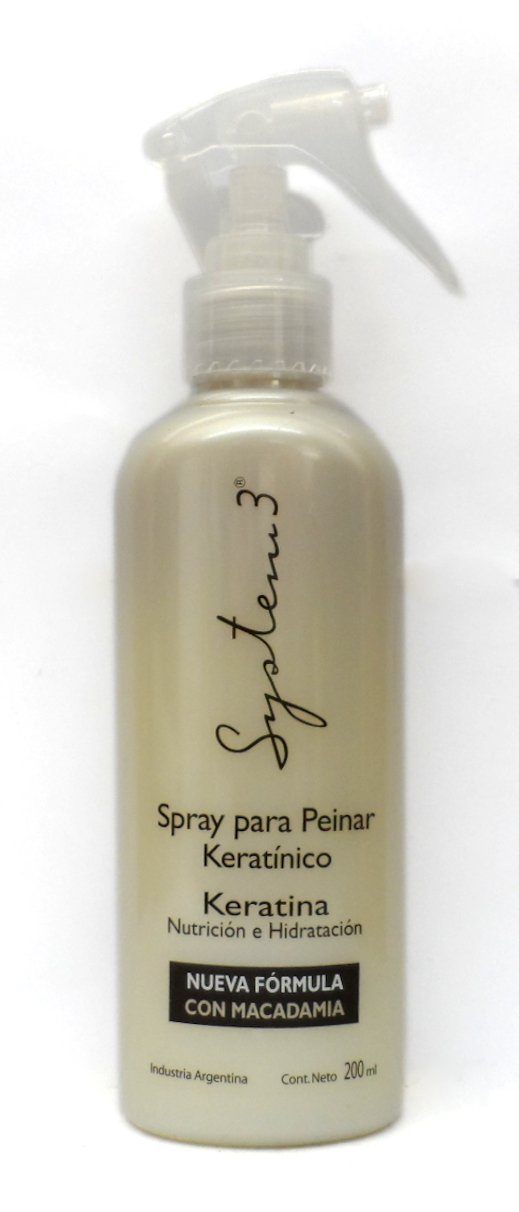 System 3®
Spray para Peinar
Keratínico
Keratina
Nutrición e Hidratación
NUEVA FÓRMULA
CON MACADAMIA
Industria Argentina Cont. Neto 200 ml